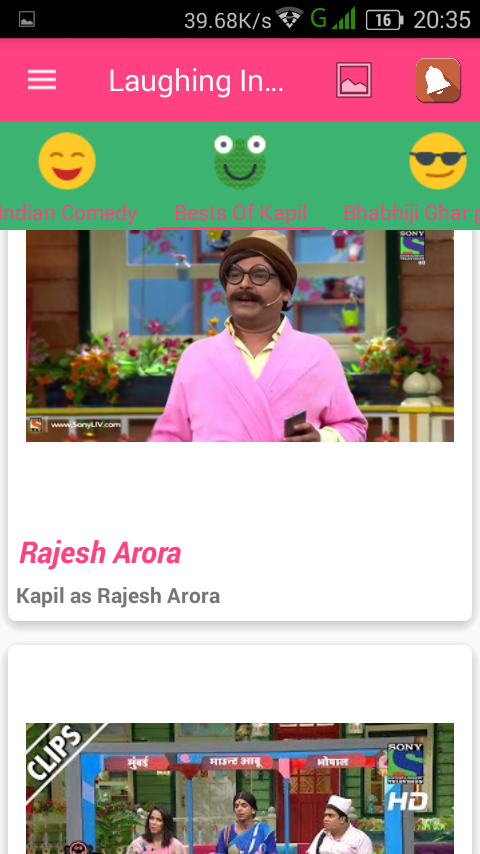 39.68K/s G 16 20:35
Laughing In...
Indian Comedy Bests Of Kapil Bhabhiji Ghar p
SONY
HD
www.SonyLIV.com
Rajesh Arora
Kapil as Rajesh Arora
CLIPS
मुंबई माउन्ट आबू भोपाल
SONY
HD